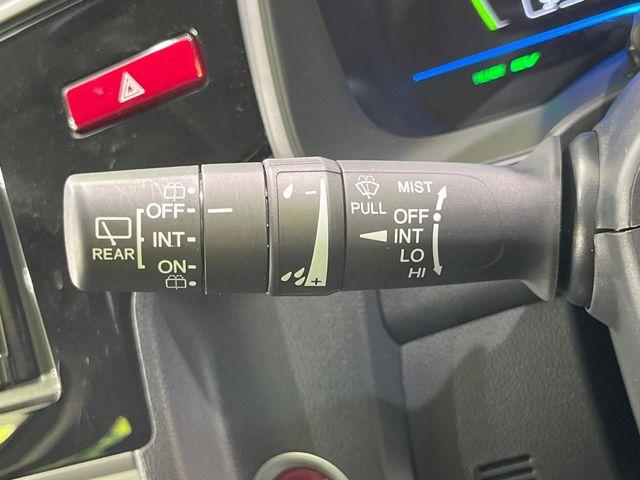 OFF
INT
ON
REAR
- 
+
PULL
MIST
OFF
INT
LO
HI